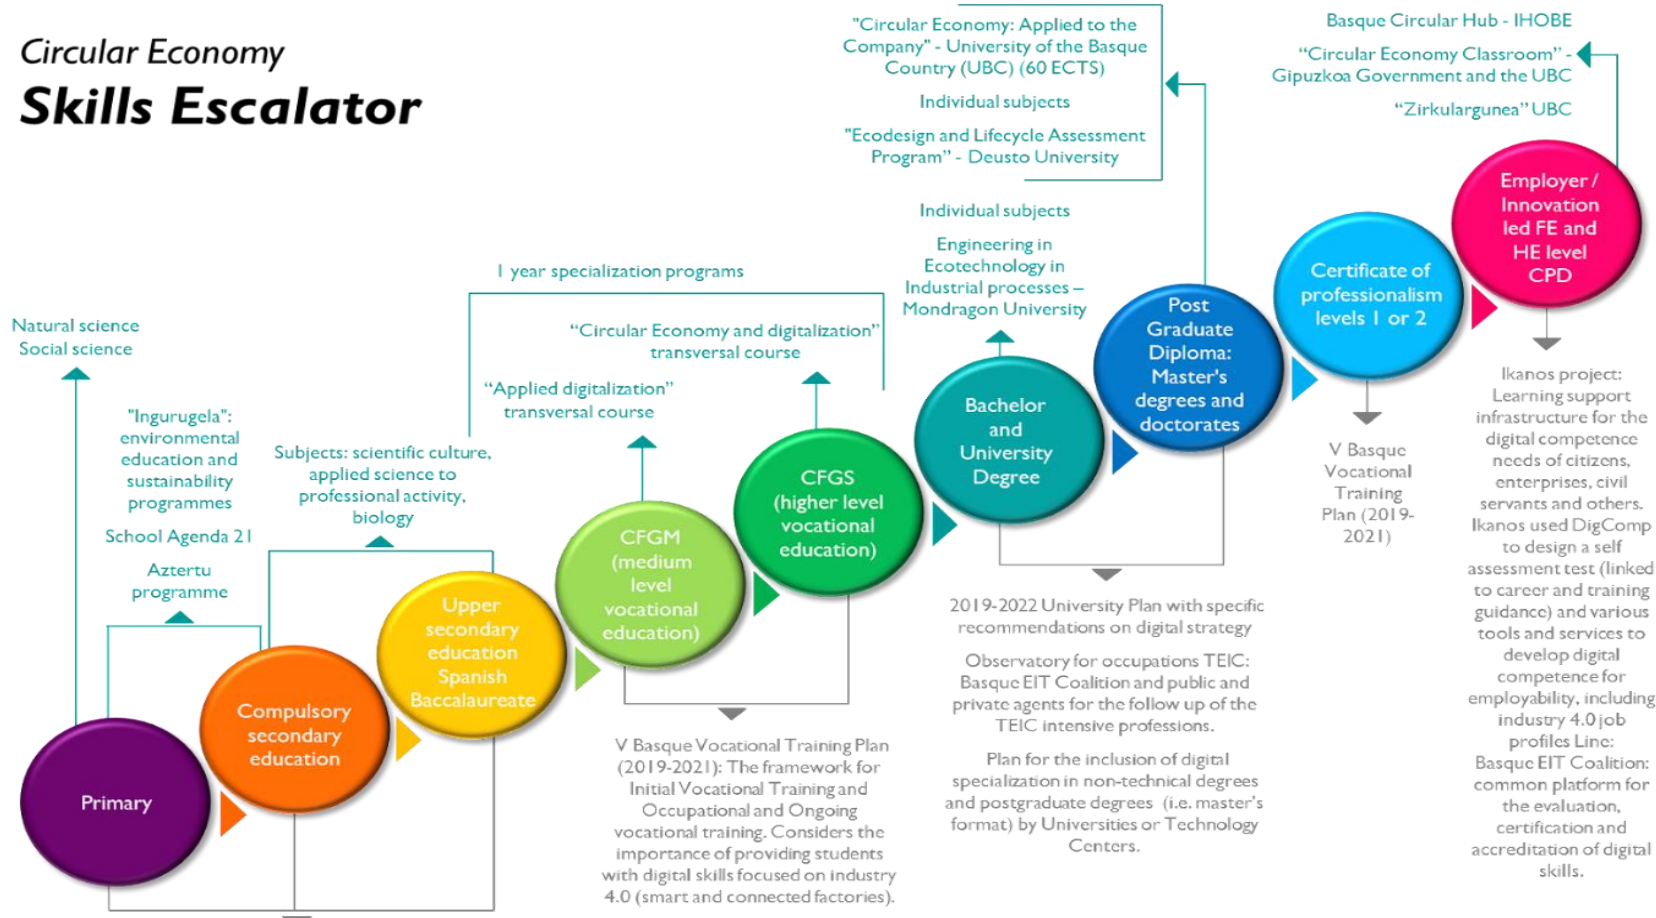 Circular Economy
Skills Escalator
Natural science
Social science
"Ingurugela":
environmental
education and
sustainability
programmes
School Agenda 21
Aztertu
programme
Subjects: scientific culture,
applied science to
professional activity,
biology
1 year specialization programs
“Applied digitalization”
transversal course
“Circular Economy and digitalization”
transversal course
Individual subjects
Engineering in
Ecotechnology in
Industrial processes –
Mondragon University
"Circular Economy: Applied to the
Company" - University of the Basque
Country (UBC) (60 ECTS)
Individual subjects
"Ecodesign and Lifecycle Assessment
Program” - Deusto University
Basque Circular Hub - IHOBE
“Circular Economy Classroom” -
Gipuzkoa Government and the UBC
“Zirkulargunea” UBC
Primary
Compulsory
secondary
education
Upper
secondary
education
Spanish
Baccalaureate
CFGM
(medium
level
vocational
education)
CFGS
(higher level
vocational
education)
Bachelor
and
University
Degree
Post
Graduate
Diploma:
Master's
degrees and
doctorates
Certificate of
professionalism
levels 1 or 2
Employer /
Innovation
led FE and
HE level
CPD
V Basque Vocational Training Plan
(2019-2021): The framework for
Initial Vocational Training and
Occupational and Ongoing
vocational training. Considers the
importance of providing students
with digital skills focused on industry
4.0 (smart and connected factories).
2019-2022 University Plan with specific
recommendations on digital strategy
Observatory for occupations TEIC:
Basque EIT Coalition and public and
private agents for the follow up of the
TEIC intensive professions.
Plan for the inclusion of digital
specialization in non-technical degrees
and postgraduate degrees (i.e. master's
format) by Universities or Technology
Centers.
V Basque
Vocational
Training
Plan (2019-
2021)
Ikanos project:
Learning support
infrastructure for the
digital competence
needs of citizens,
enterprises, civil
servants and others.
Ikanos used DigComp
to design a self
assessment test (linked
to career and training
guidance) and various
tools and services to
develop digital
competence for
employability, including
industry 4.0 job
profiles Line:
Basque EIT Coalition:
common platform for
the evaluation,
certification and
accreditation of digital
skills.